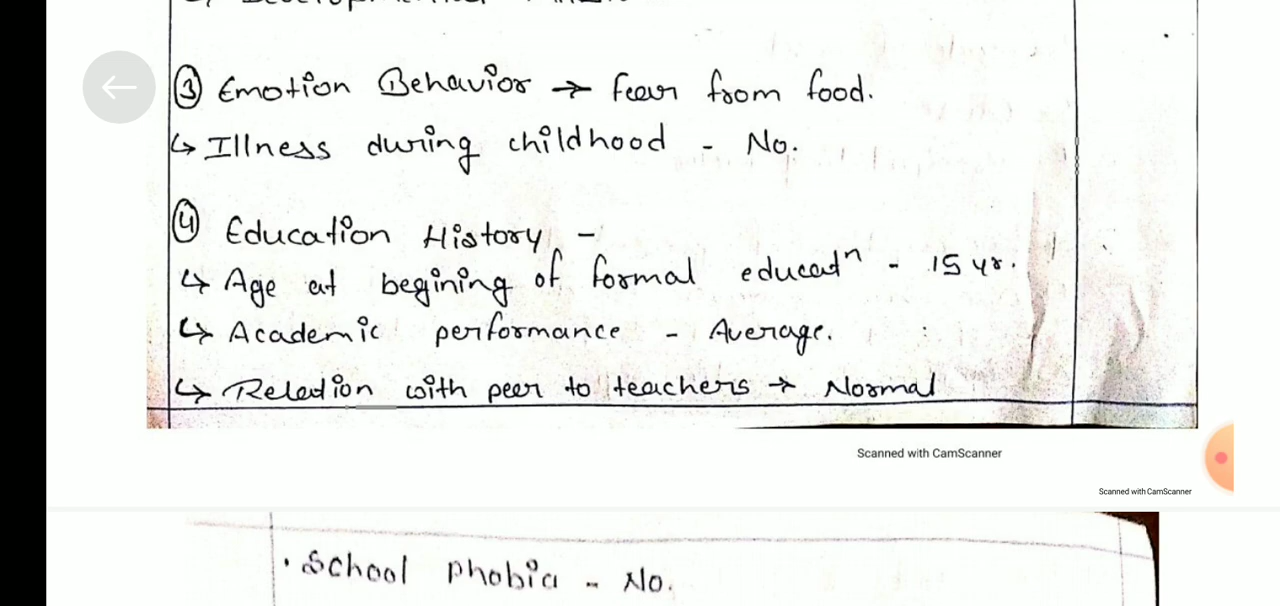 ③ Emotion Behavior → fear from food.
↳ Illness during childhood - No.
④ Education History -
↳ Age at begining of formal educatⁿ - 15 yr.
↳ Academic performance - Average.
↳ Reletion with peer to teachers → Normal
Scanned with CamScanner
Scanned with CamScanner
• School phobia - No.